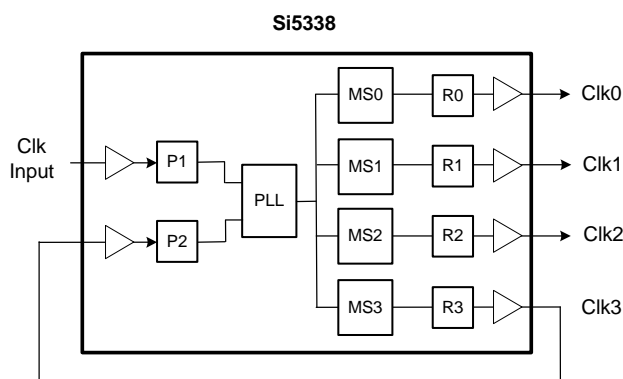 Si5338
Clk
Input
P1
P2
PLL
MS0
R0
Clk0
MS1
R1
Clk1
MS2
R2
Clk2
MS3
R3
Clk3